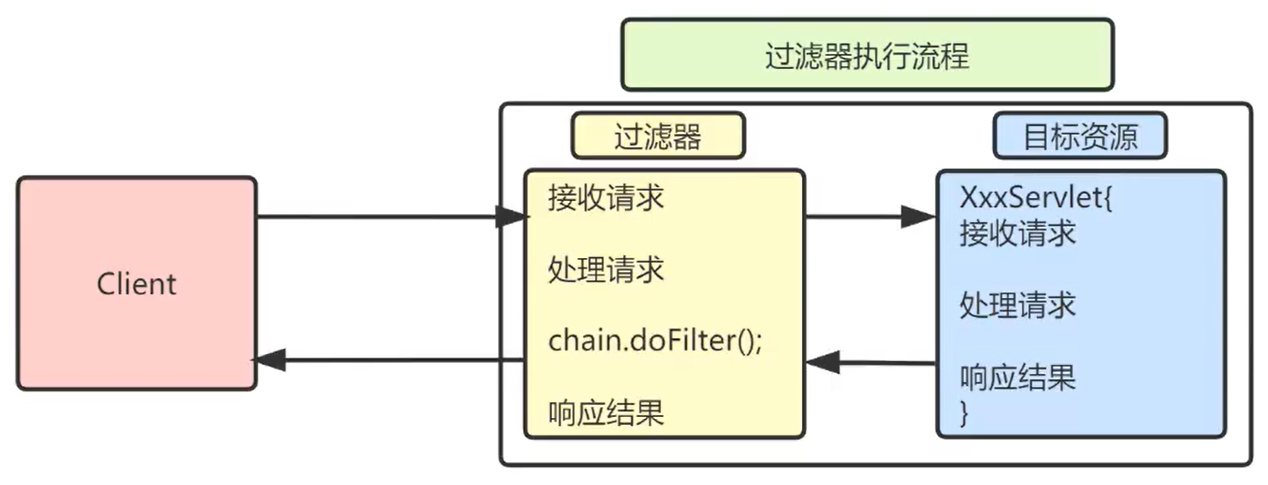 过滤器执行流程
过滤器
目标资源
Client
接收请求
处理请求
chain.doFilter();
响应结果
XxxServlet{
接收请求
处理请求
响应结果
}